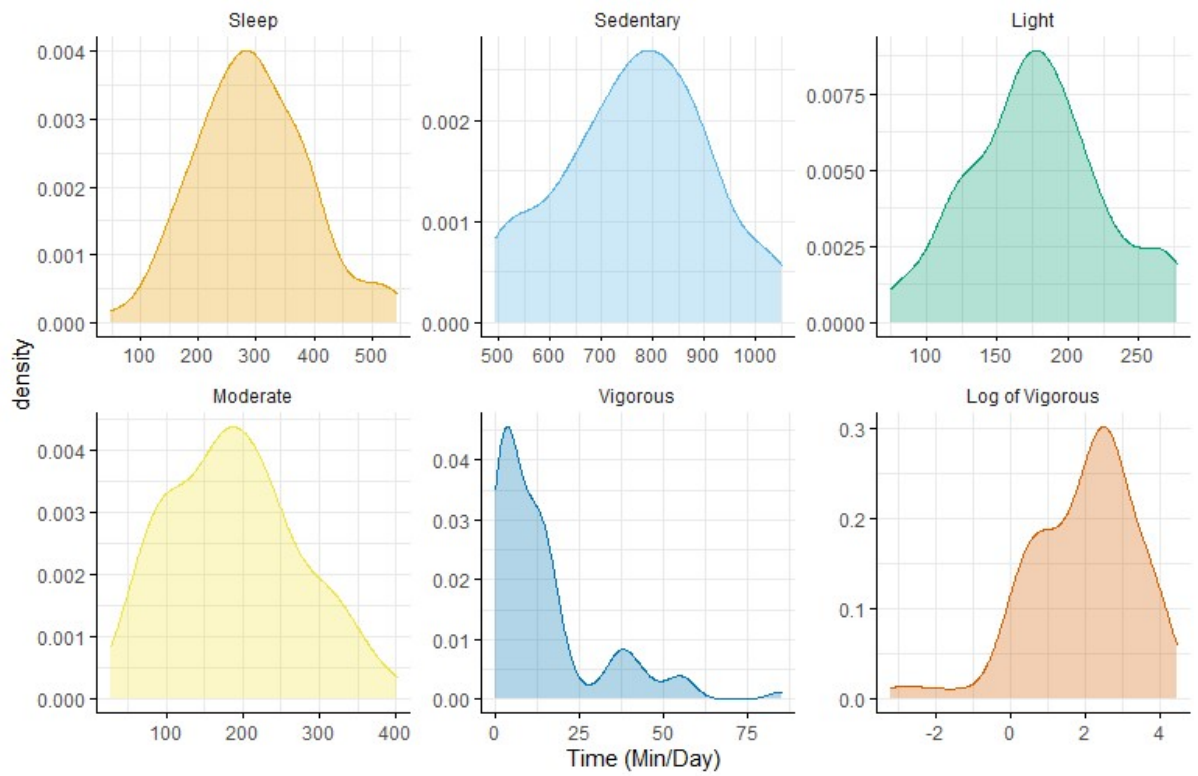 Sleep
Sedentary
Light
0.004
0.003
0.002
0.001
0.000
100 200 300 400 500
0.002
0.001
0.000
500 600 700 800 900 1000
0.0075
0.0050
0.0025
0.0000
100 150 200 250
density
Moderate
Vigorous
Log of Vigorous
0.004
0.003
0.002
0.001
0.000
100 200 300 400
0.04
0.03
0.02
0.01
0.00
0 25 50 75
0.3
0.2
0.1
0.0
-2 0 2 4
Time (Min/Day)